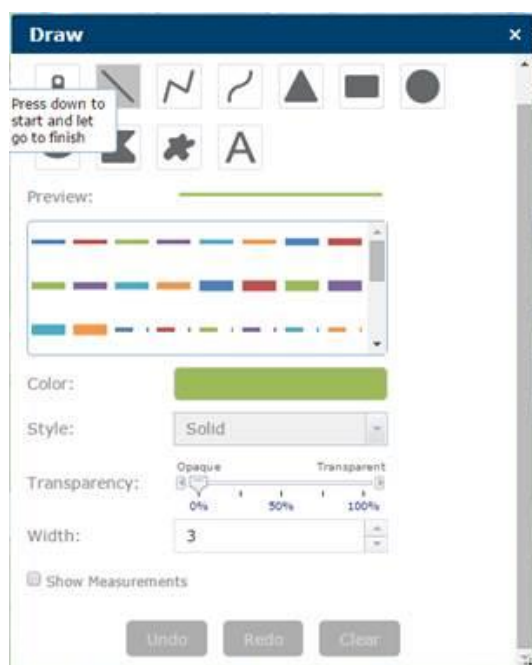 Draw
Press down to
start and let
go to finish
A
Preview:
Color:
Style:
Solid
Opaque
Transparent
Transparency:
0%
50%
100%
Width:
3
Show Measurements
Undo
Redo
Clear